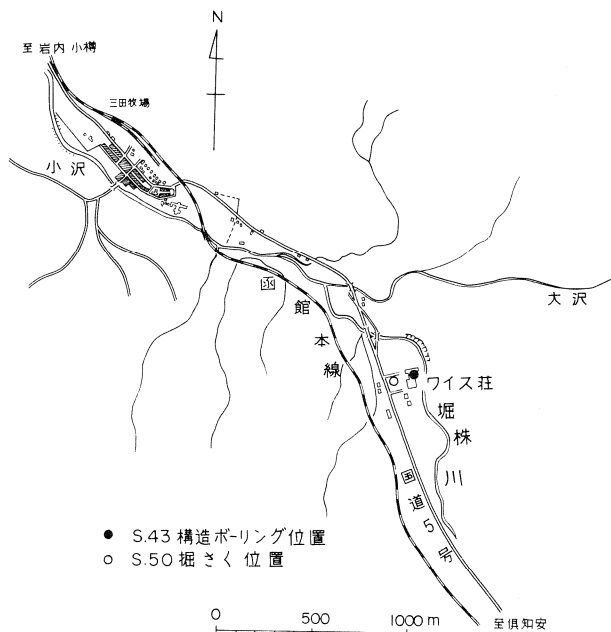 N
至岩内小樽
三田牧場
小沢
函館本線
大沢
ワイス荘
堀株川
国道5号
● S.43 構造ボーリング位置
○ S.50 掘さく位置
0 500 1000m
至倶知安